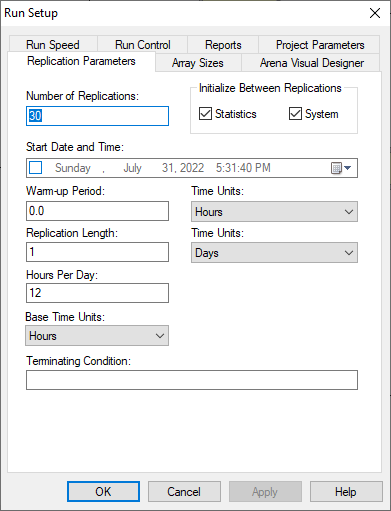 Run Setup
Run Speed Run Control Reports Project Parameters
Replication Parameters Array Sizes Arena Visual Designer
Number of Replications: Initialize Between Replications
30 Statistics System
Start Date and Time:
Sunday , July 31, 2022 5:31:40 PM
Warm-up Period: Time Units:
0.0 Hours
Replication Length: Time Units:
1 Days
Hours Per Day:
12
Base Time Units:
Hours
Terminating Condition:
OK Cancel Apply Help